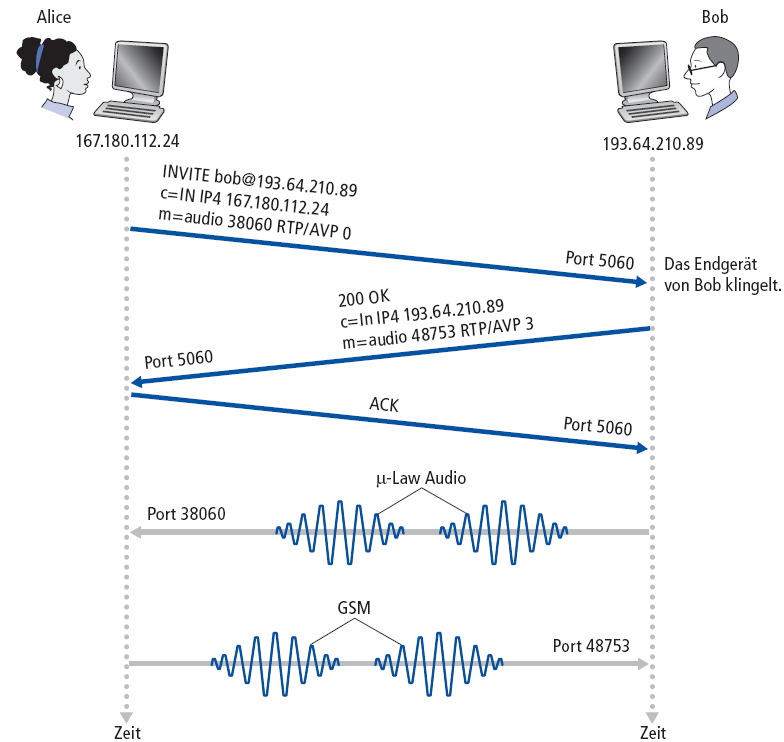 Alice
Bob
167.180.112.24
193.64.210.89
INVITE bob@193.64.210.89
c=IN IP4 167.180.112.24
m=audio 38060 RTP/AVP 0
Port 5060
Das Endgerät
von Bob klingelt.
200 OK
c=In IP4 193.64.210.89
m=audio 48753 RTP/AVP 3
Port 5060
ACK
Port 5060
μ-Law Audio
Port 38060
GSM
Port 48753
Zeit
Zeit